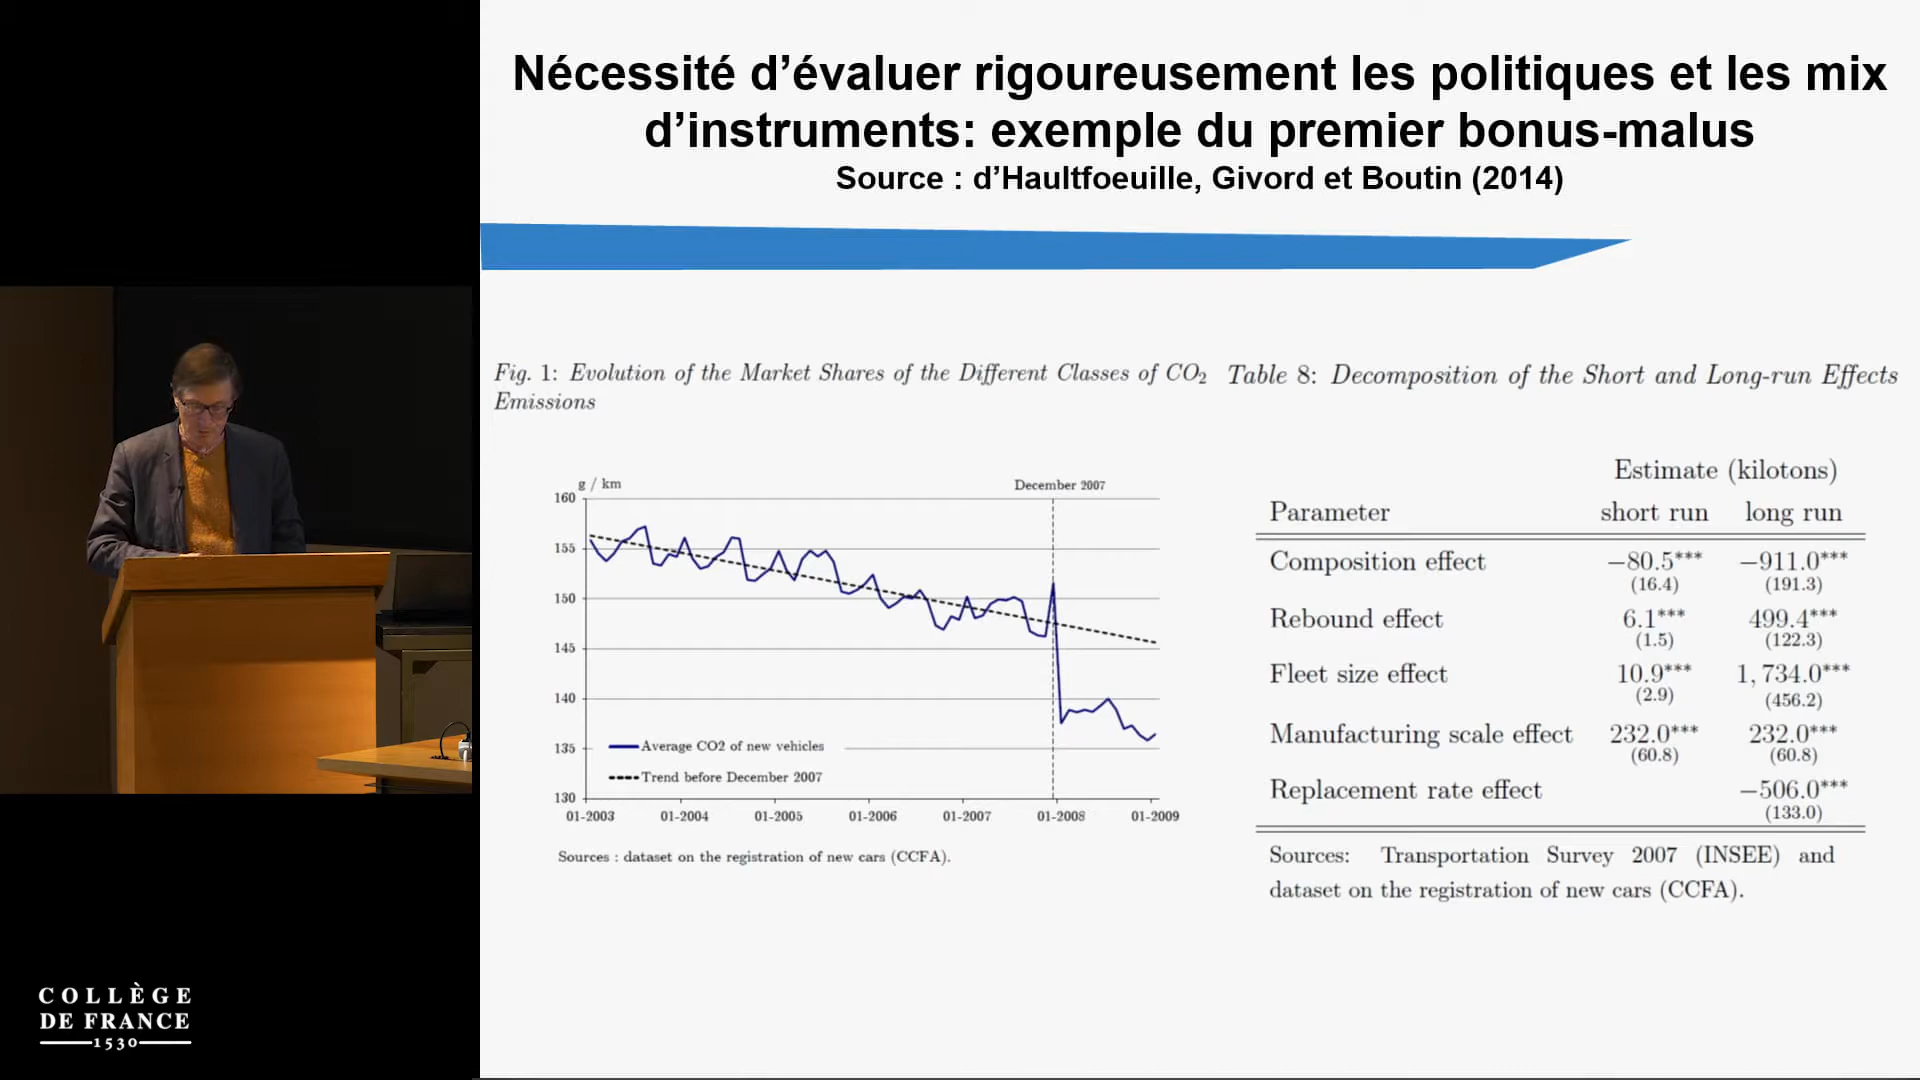 Nécessité d’évaluer rigoureusement les politiques et les mix
d’instruments: exemple du premier bonus-malus
Source : d’Haultfoeuille, Givord et Boutin (2014)
Fig. 1: Evolution of the Market Shares of the Different Classes of CO₂
Emissions
g / km
December 2007
160
155
150
145
140
135
130
Average CO2 of new vehicles
Trend before December 2007
01-2003 01-2004 01-2005 01-2006 01-2007 01-2008 01-2009
Sources : dataset on the registration of new cars (CCFA).
Table 8: Decomposition of the Short and Long-run Effects
Estimate (kilotons)
Parameter short run long run
Composition effect −80.5*** −911.0***
(16.4) (191.3)
Rebound effect 6.1*** 499.4***
(1.5) (122.3)
Fleet size effect 10.9*** 1,734.0***
(2.9) (456.2)
Manufacturing scale effect 232.0*** 232.0***
(60.8) (60.8)
Replacement rate effect −506.0***
(133.0)
Sources: Transportation Survey 2007 (INSEE) and
dataset on the registration of new cars (CCFA).
COLLÈGE
DE FRANCE
1530